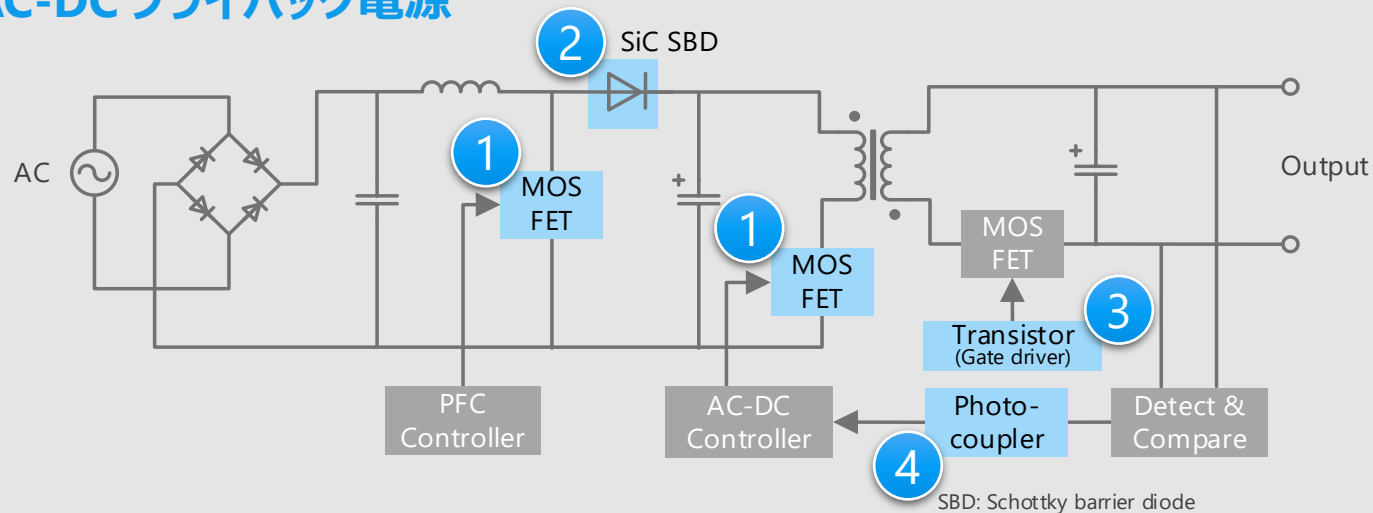 AC-DC フライバック電源
2
SiC SBD
1
MOS
FET
AC
+
1
MOS
FET
+
Output
MOS
FET
3
Transistor
(Gate driver)
PFC
Controller
AC-DC
Controller
Photo-
coupler
Detect &
Compare
4
SBD: Schottky barrier diode